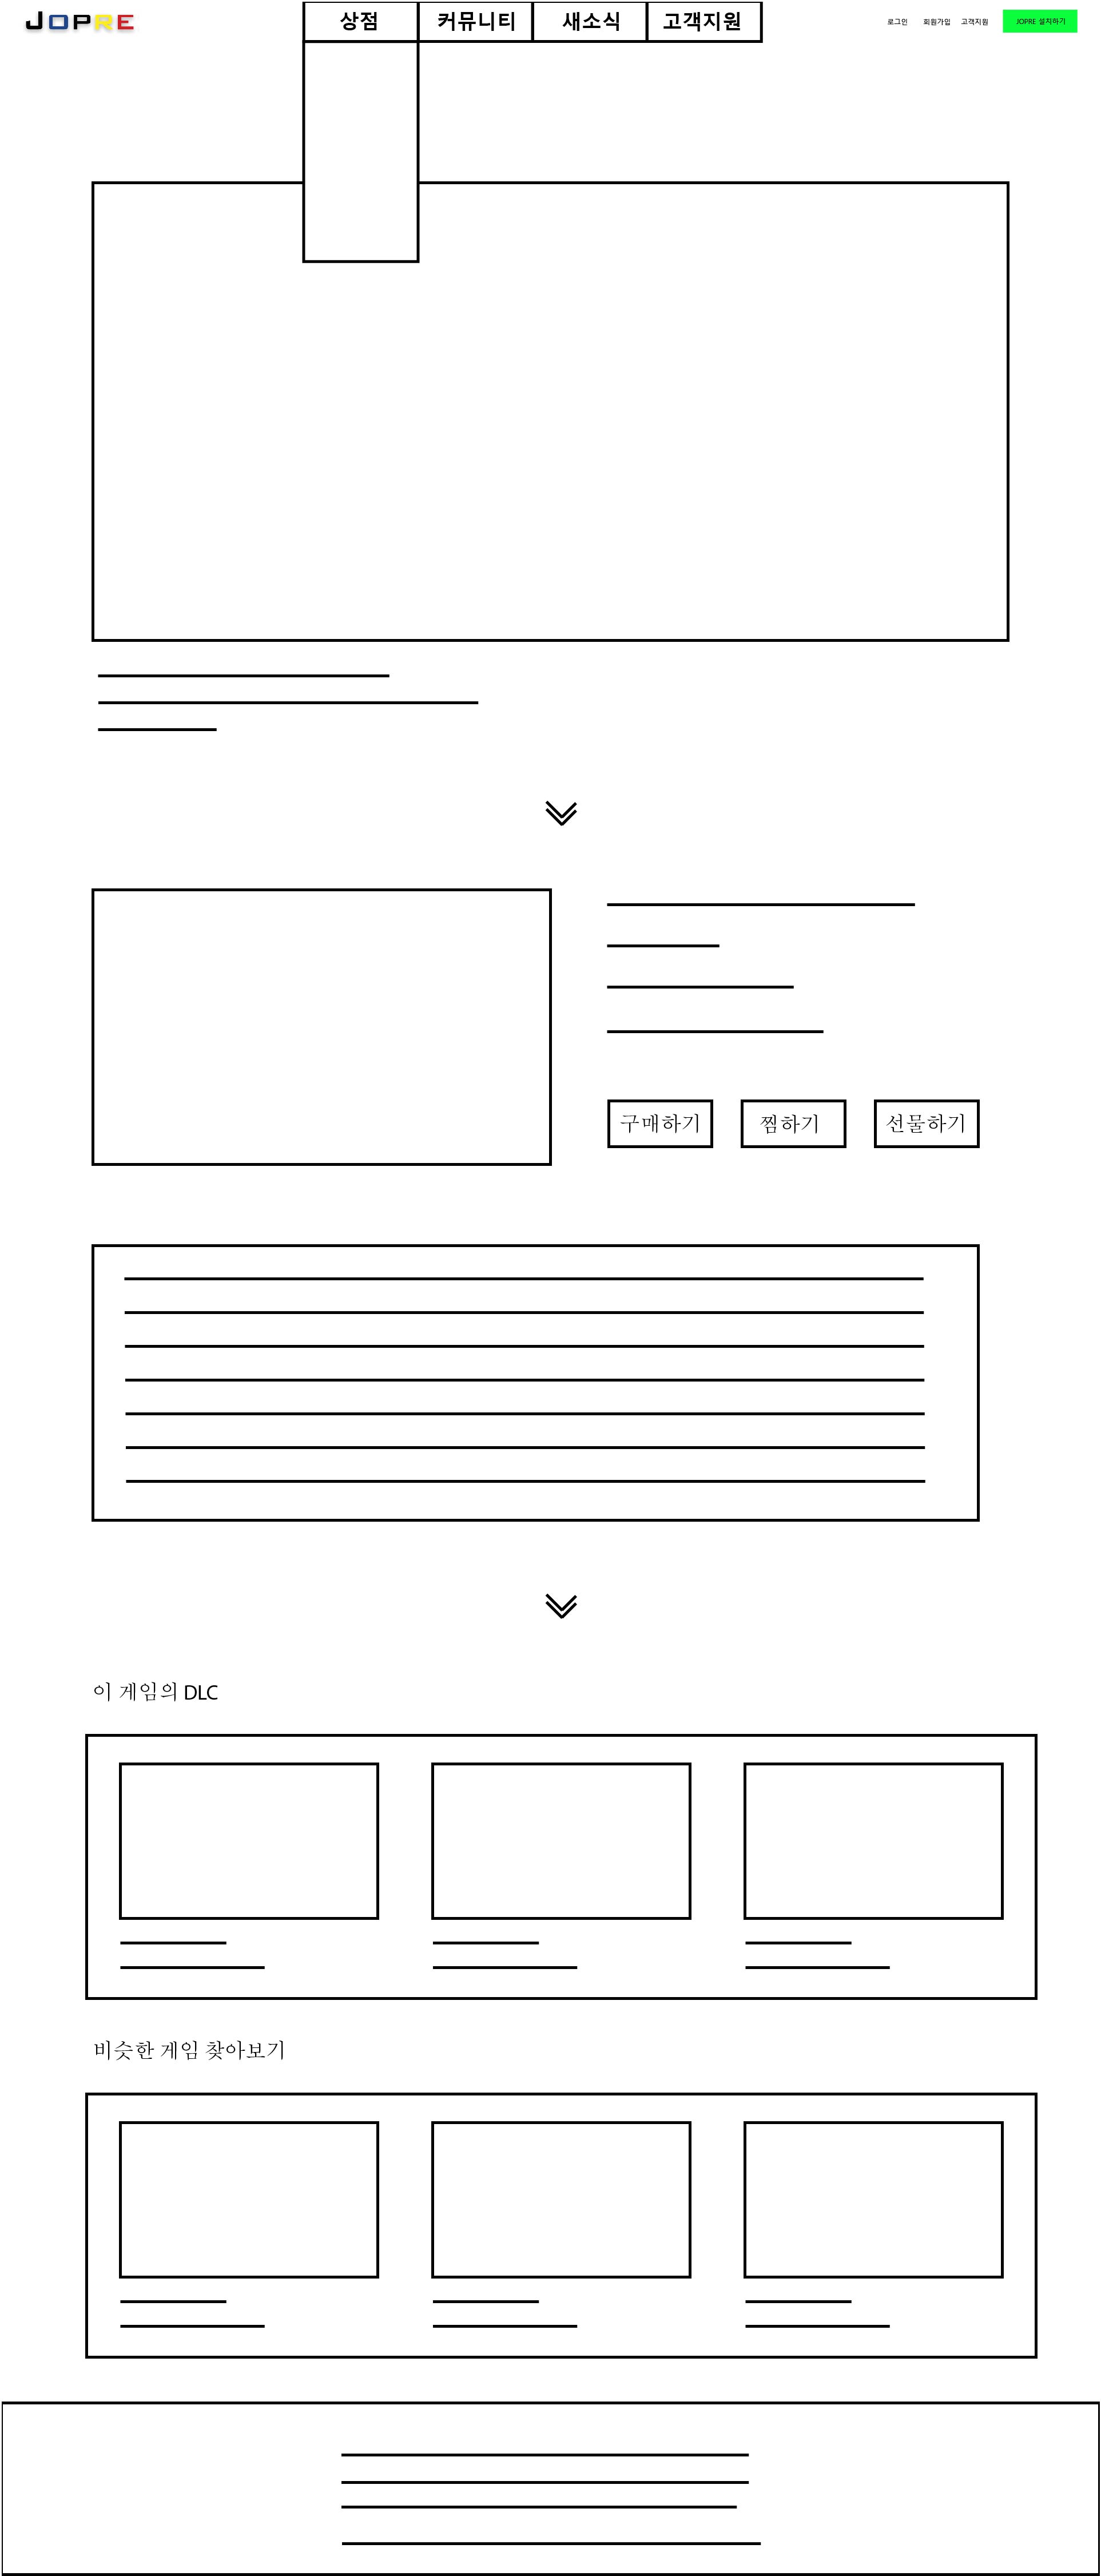 JOPRE
상점 커뮤니티 새소식 고객지원
로그인 회원가입 고객지원 JOPRE 설치하기
구매하기 찜하기 선물하기
이 게임의 DLC
비슷한 게임 찾아보기